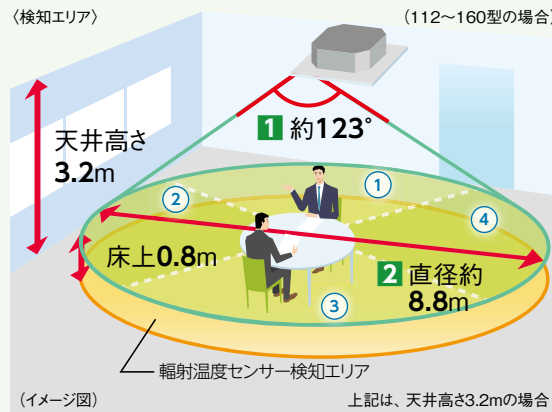 〈検知エリア〉
(112～160型の場合)
1 約123°
天井高さ
3.2m
①
②
④
床上0.8m
2 直径約
8.8m
③
輻射温度センサー検知エリア
(イメージ図)
上記は、天井高さ3.2mの場合